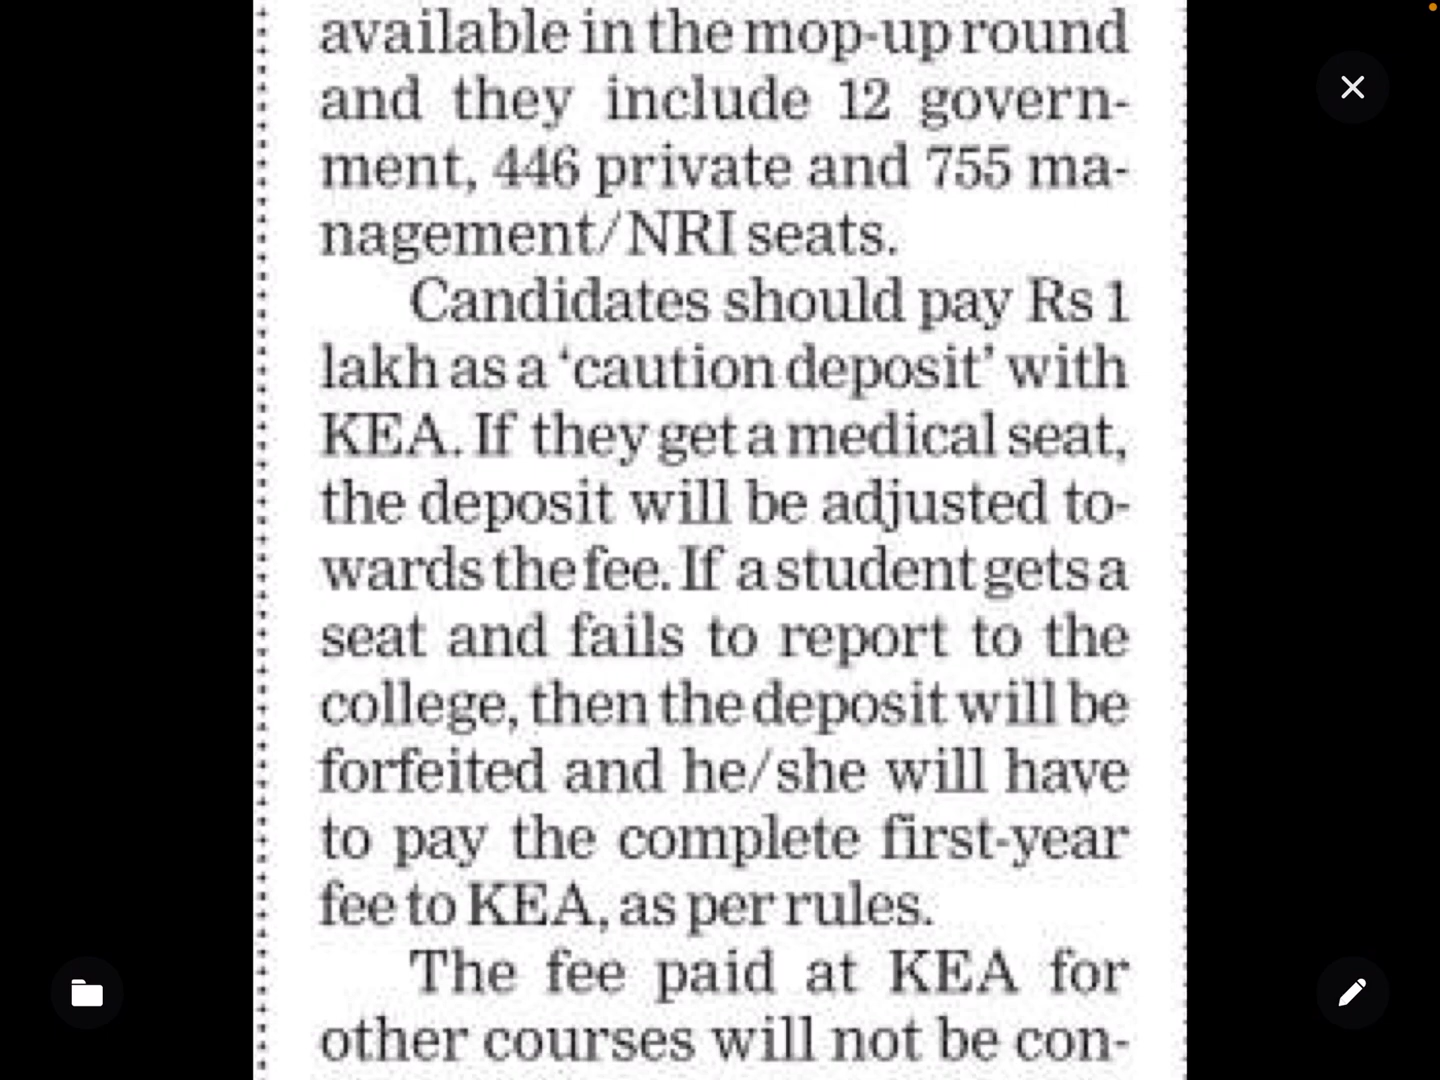 available in the mop-up round
and they include 12 govern-
ment, 446 private and 755 ma-
nagement/NRI seats.
Candidates should pay Rs 1
lakh as a ‘caution deposit’ with
KEA. If they get a medical seat,
the deposit will be adjusted to-
wards the fee. If a student gets a
seat and fails to report to the
college, then the deposit will be
forfeited and he/she will have
to pay the complete first-year
fee to KEA, as per rules.
The fee paid at KEA for
other courses will not be con-